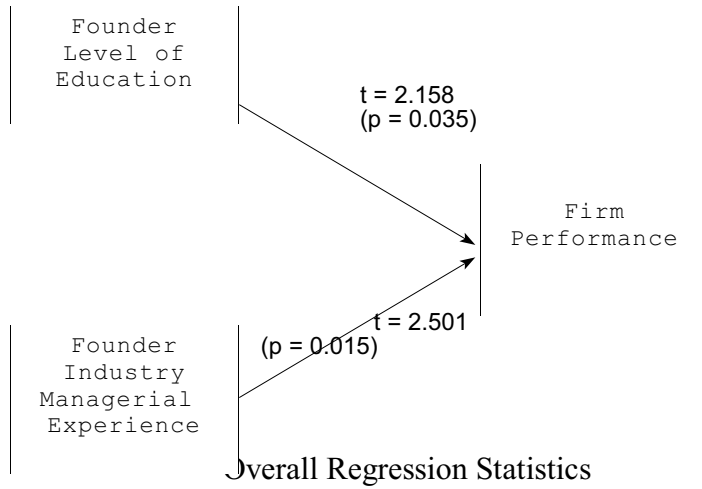 Founder
Level of
Education
t = 2.158
(p = 0.035)
Firm
Performance
t = 2.501
(p = 0.015)
Founder
Industry
Managerial
Experience
Overall Regression Statistics